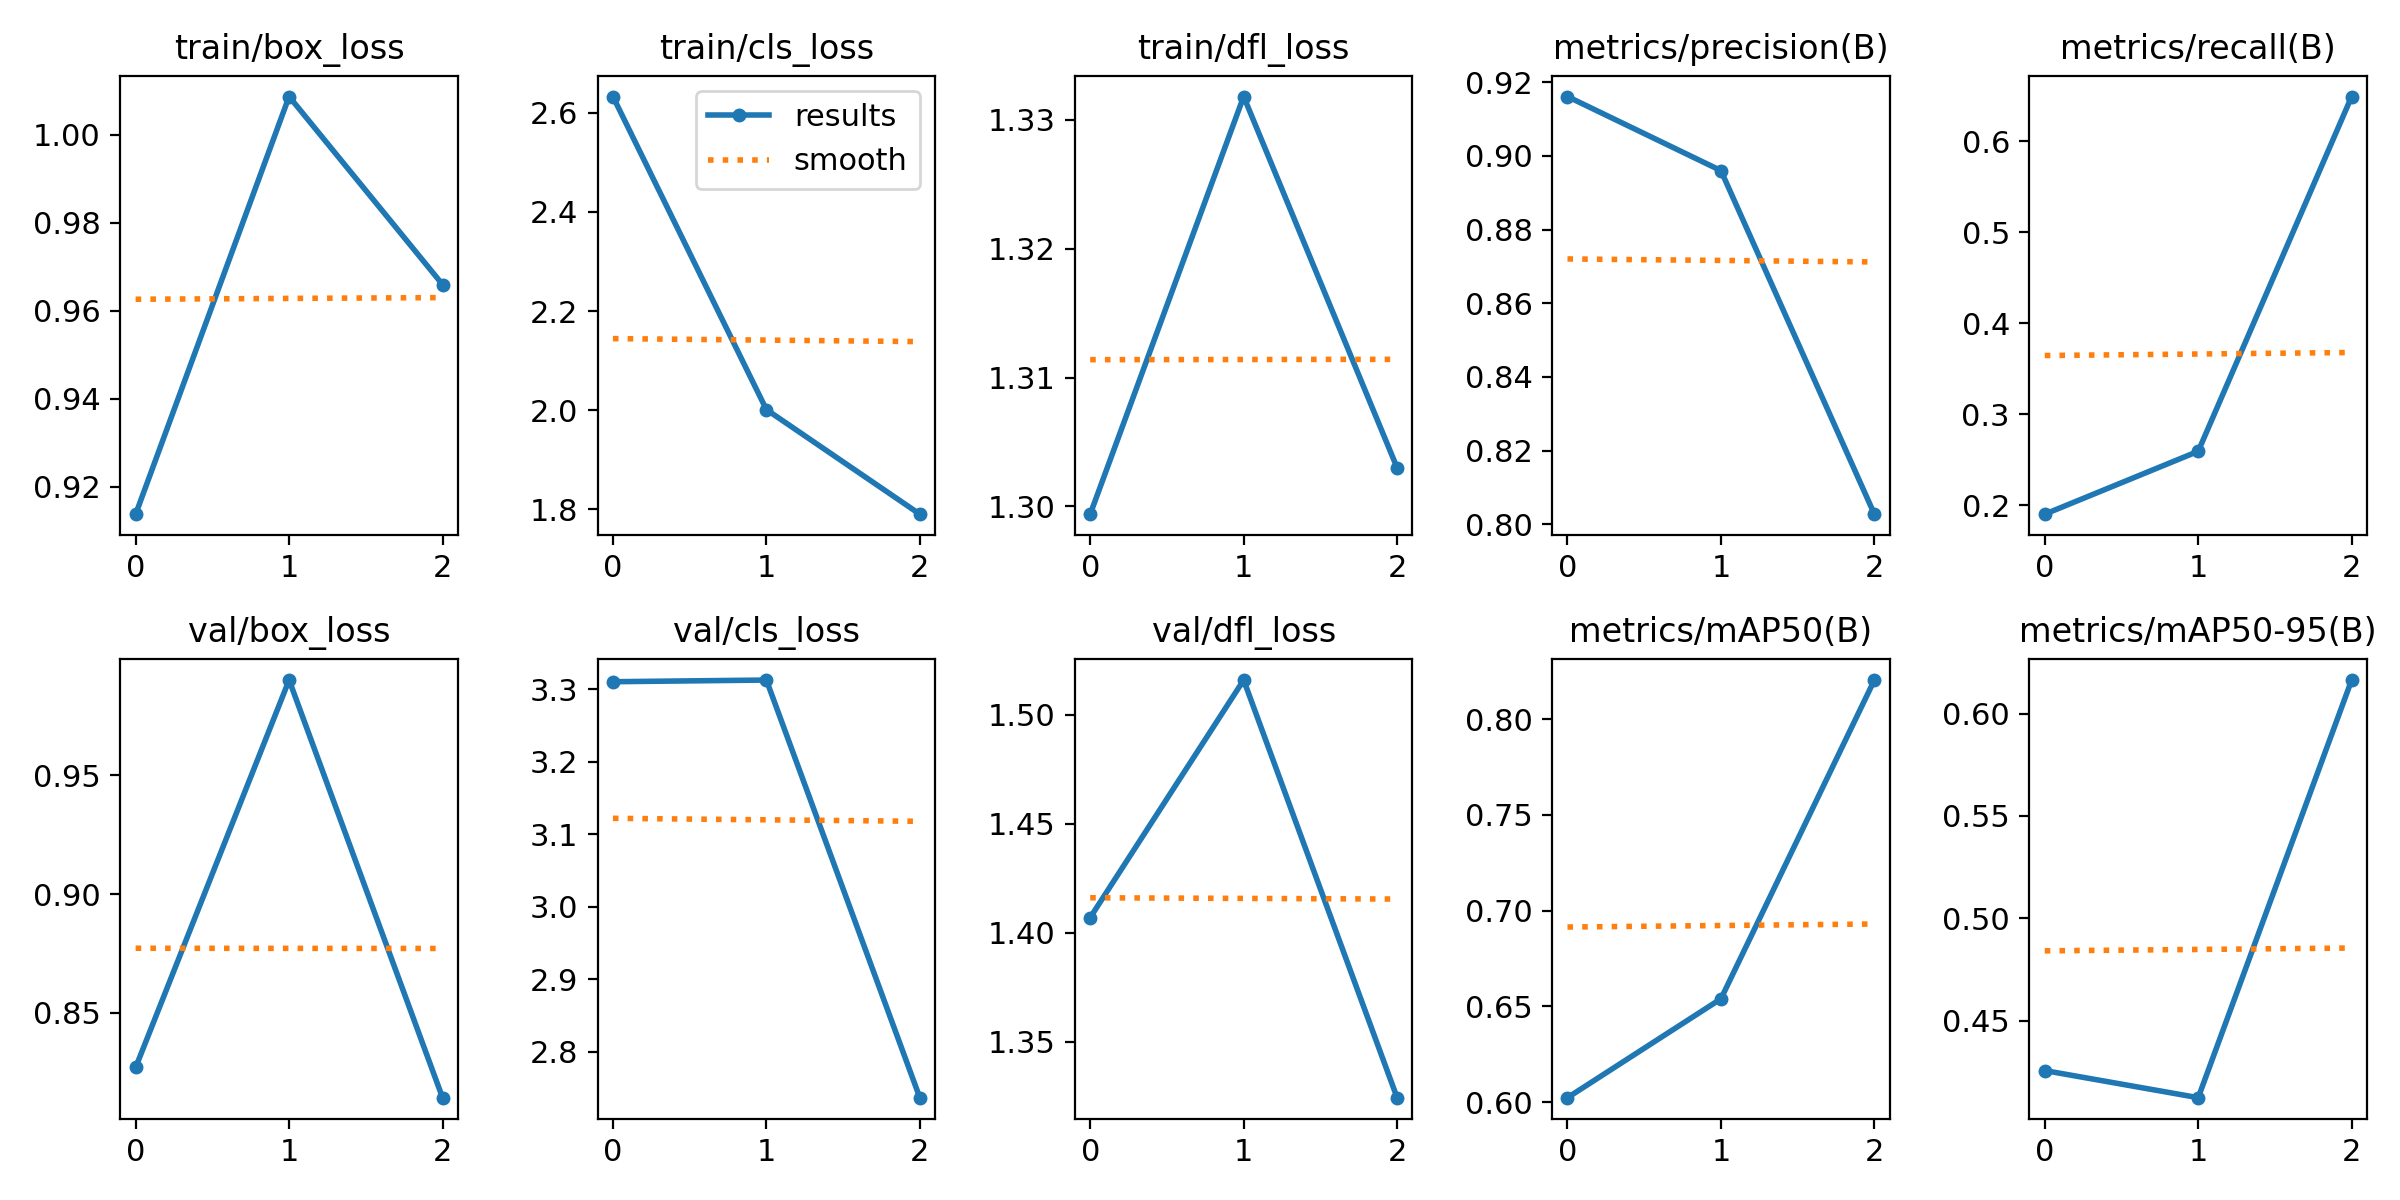 train/box_loss
1.00
0.98
0.96
0.94
0.92
0 1 2
train/cls_loss
results
smooth
2.6
2.4
2.2
2.0
1.8
0 1 2
train/dfl_loss
1.33
1.32
1.31
1.30
0 1 2
metrics/precision(B)
0.92
0.90
0.88
0.86
0.84
0.82
0.80
0 1 2
metrics/recall(B)
0.6
0.5
0.4
0.3
0.2
0 1 2
val/box_loss
0.95
0.90
0.85
0 1 2
val/cls_loss
3.3
3.2
3.1
3.0
2.9
2.8
0 1 2
val/dfl_loss
1.50
1.45
1.40
1.35
0 1 2
metrics/mAP50(B)
0.80
0.75
0.70
0.65
0.60
0 1 2
metrics/mAP50-95(B)
0.60
0.55
0.50
0.45
0 1 2